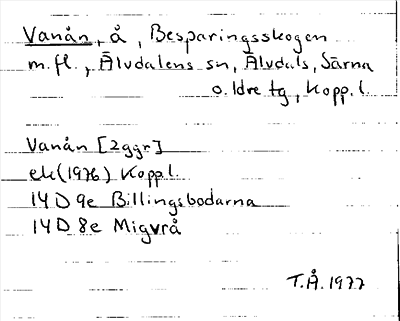 Vanån, å, Besparingsskogen
m.fl., Älvdalens sn, Älvdals, Särna
o. Idre tg, Kopp. l.
Vanån [2ggr]
ek (1976) Kopp.l.
14 D 9e Billingsbodarna
14 D 8e Migvrå
T.Å. 1977